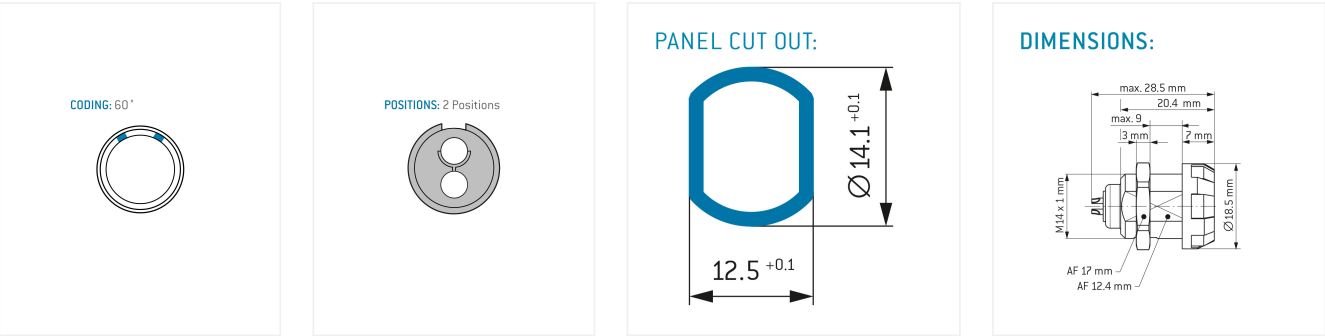 CODING: 60°
POSITIONS: 2 Positions
PANEL CUT OUT:
Ø 14.1 +0.1
12.5 +0.1
DIMENSIONS:
max. 28.5 mm
20.4 mm
max. 9
3 mm
7 mm
M14 x 1 mm
Ø 18.5 mm
AF 17 mm
AF 12.4 mm